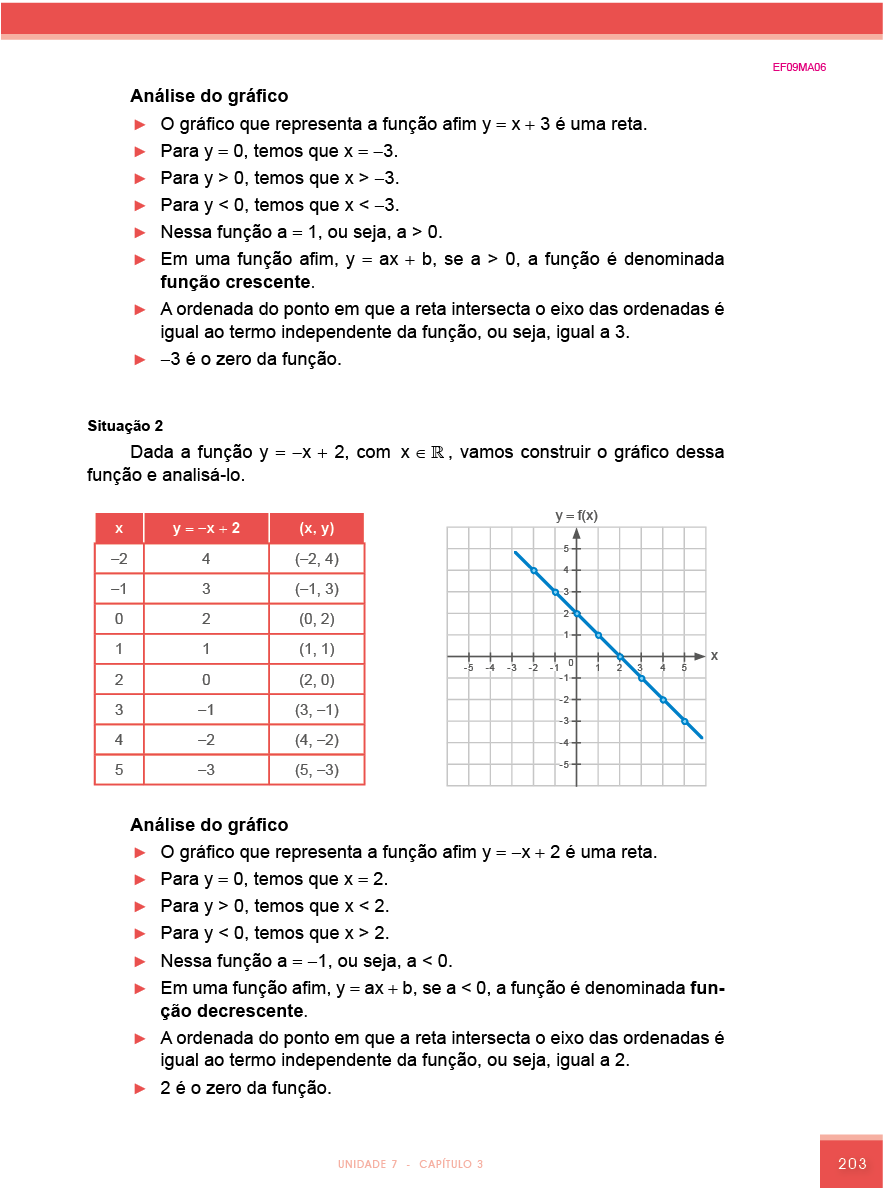 EF09MA06
Análise do gráfico
► O gráfico que representa a função afim y = x + 3 é uma reta.
► Para y = 0, temos que x = −3.
► Para y > 0, temos que x > −3.
► Para y < 0, temos que x < −3.
► Nessa função a = 1, ou seja, a > 0.
► Em uma função afim, y = ax + b, se a > 0, a função é denominada
função crescente.
► A ordenada do ponto em que a reta intersecta o eixo das ordenadas é
igual ao termo independente da função, ou seja, igual a 3.
► −3 é o zero da função.
Situação 2
Dada a função y = −x + 2, com x ∈ ℝ, vamos construir o gráfico dessa
função e analisá-lo.
x y = −x + 2 (x, y)
−2 4 (−2, 4)
−1 3 (−1, 3)
0 2 (0, 2)
1 1 (1, 1)
2 0 (2, 0)
3 −1 (3, −1)
4 −2 (4, −2)
5 −3 (5, −3)
y = f(x)
5
4
3
2
1
x
-5 -4 -3 -2 -1 0 1 2 3 4 5
-1
-2
-3
-4
-5
Análise do gráfico
► O gráfico que representa a função afim y = −x + 2 é uma reta.
► Para y = 0, temos que x = 2.
► Para y > 0, temos que x < 2.
► Para y < 0, temos que x > 2.
► Nessa função a = −1, ou seja, a < 0.
► Em uma função afim, y = ax + b, se a < 0, a função é denominada fun-
ção decrescente.
► A ordenada do ponto em que a reta intersecta o eixo das ordenadas é
igual ao termo independente da função, ou seja, igual a 2.
► 2 é o zero da função.
UNIDADE 7 - CAPÍTULO 3
203